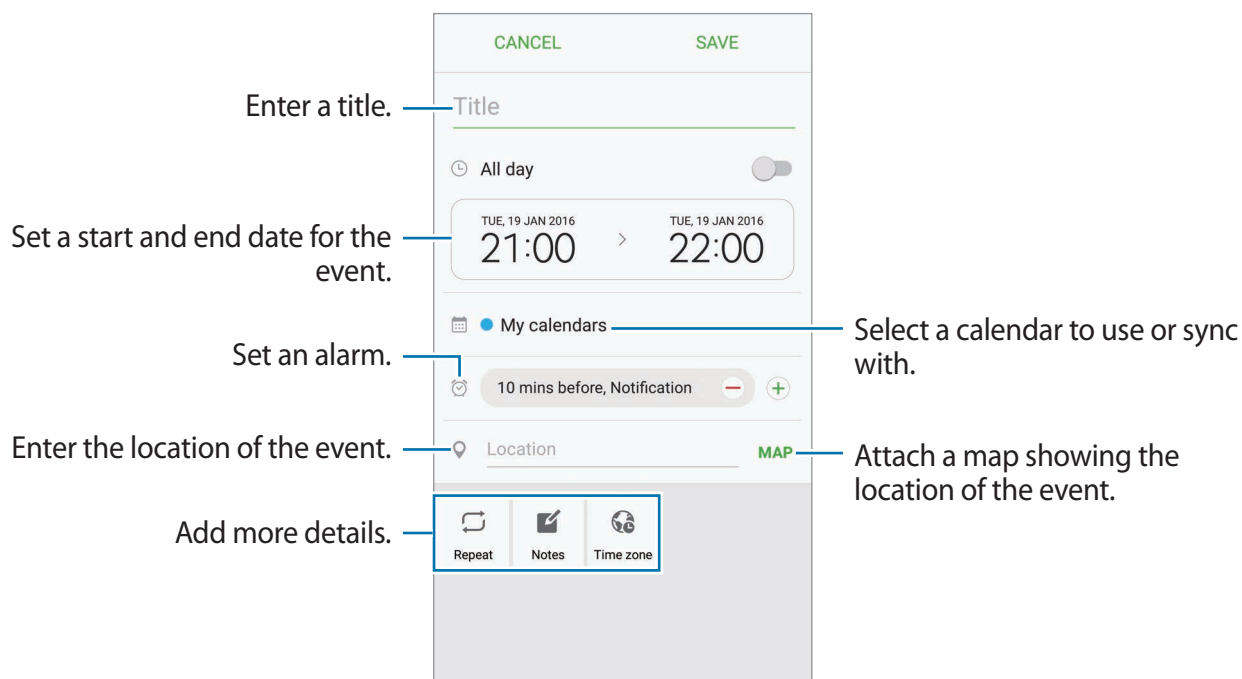 CANCEL
SAVE
Enter a title.
Title
All day
Set a start and end date for the
event.
TUE, 19 JAN 2016
21:00
TUE, 19 JAN 2016
22:00
My calendars
Select a calendar to use or sync
with.
Set an alarm.
10 mins before, Notification
Enter the location of the event.
Location
MAP
Attach a map showing the
location of the event.
Add more details.
Repeat
Notes
Time zone